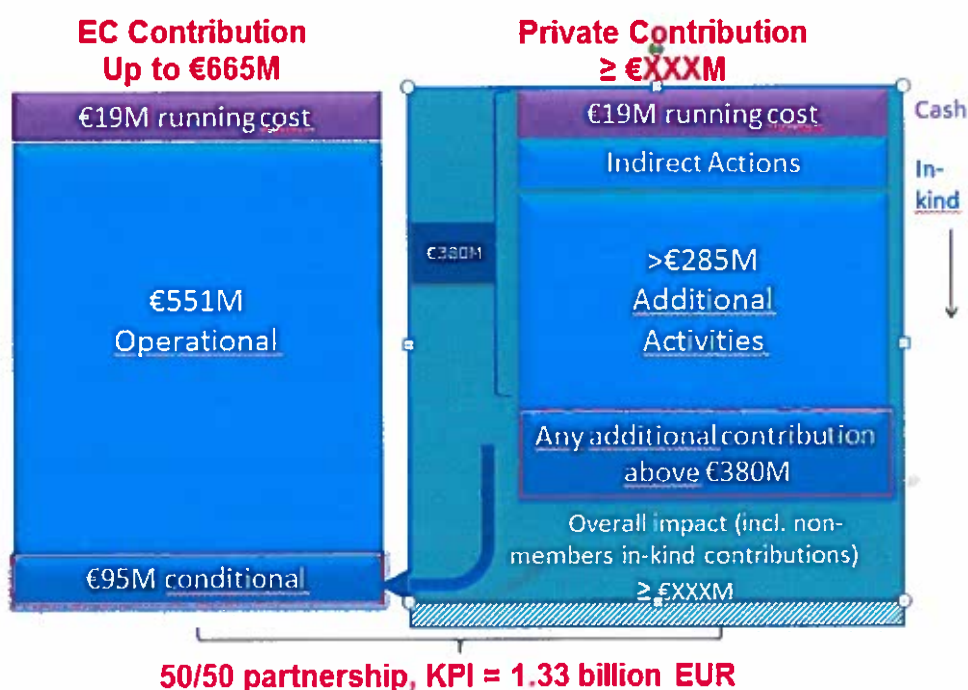 EC Contribution
Up to €665M
€19M running cost
€551M
Operational
€95M conditional
Private Contribution
≥ €XXXM
€19M running cost
Indirect Actions
€380M
>€285M
Additional
Activities
Any additional contribution
above €380M
Overall impact (incl. non-
members in-kind contributions)
≥ €XXXM
Cash
In-
kind
50/50 partnership, KPI = 1.33 billion EUR